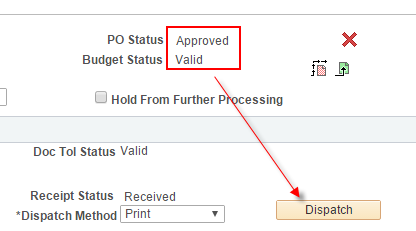 PO Status Approved
Budget Status Valid
Hold From Further Processing
Doc Tol Status Valid
Receipt Status Received
*Dispatch Method Print
Dispatch